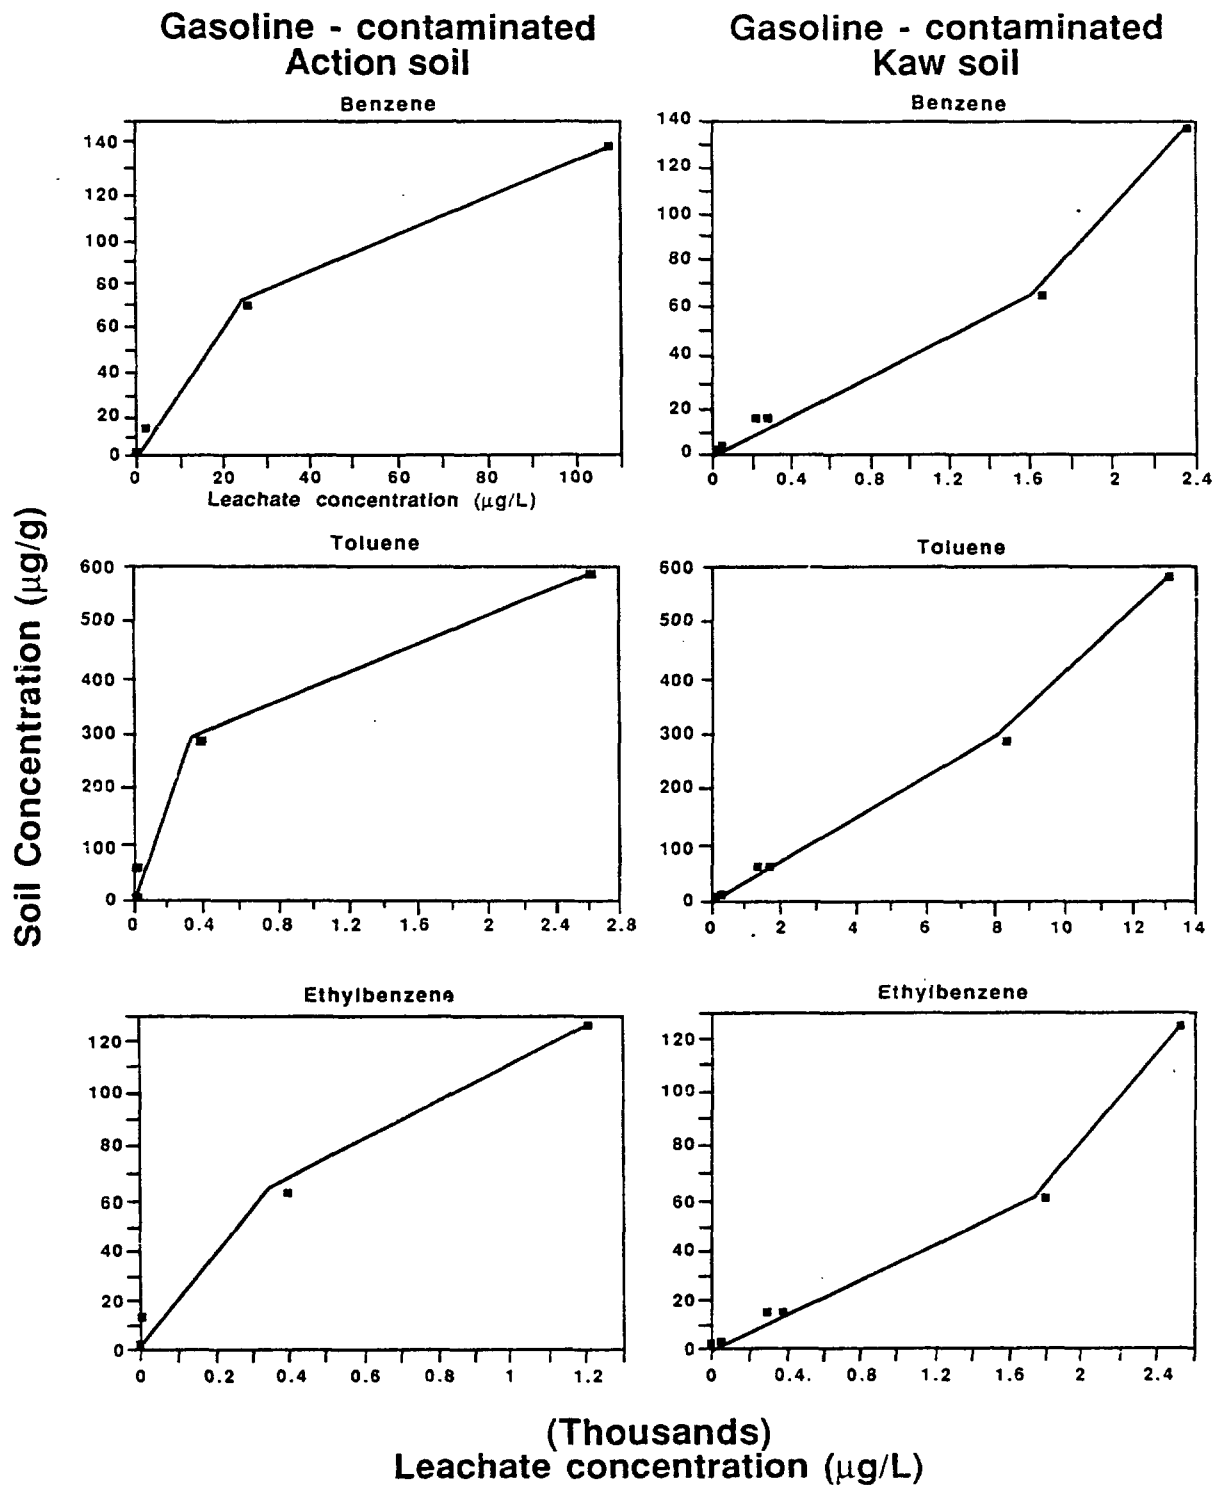 Gasoline - contaminated
Action soil
Gasoline - contaminated
Kaw soil
Soil Concentration (µg/g)
Benzene
140
120
100
80
60
40
20
0
0 20 40 60 80 100
Leachate concentration (µg/L)
Benzene
140
120
100
80
60
40
20
0
0 0.4 0.8 1.2 1.6 2 2.4
Toluene
600
500
400
300
200
100
0
0 0.4 0.8 1.2 1.6 2 2.4 2.8
Toluene
600
500
400
300
200
100
0
0 2 4 6 8 10 12 14
Ethylbenzene
120
100
80
60
40
20
0
0 0.2 0.4 0.6 0.8 1 1.2
Ethylbenzene
120
100
80
60
40
20
0
0 0.4. 0.8 1.2 1.6 2 2.4
(Thousands)
Leachate concentration (µg/L)